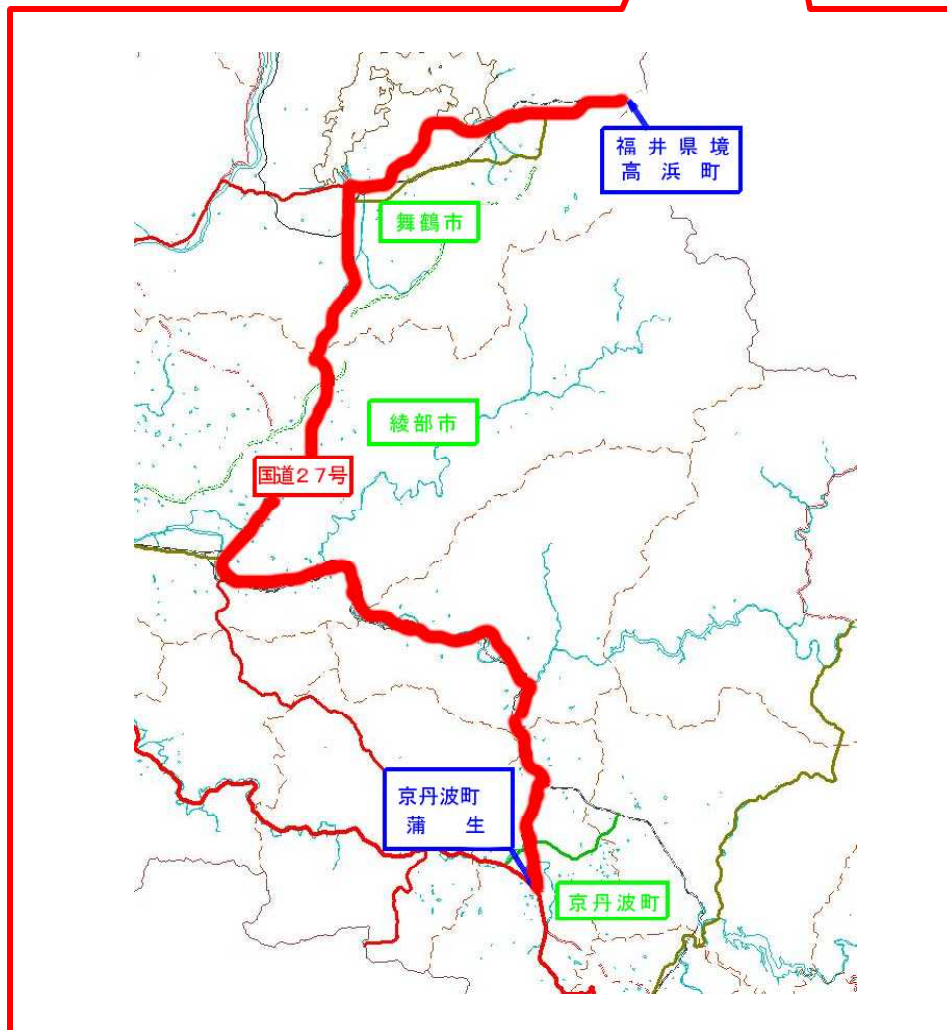 福井県境
高浜町
舞鶴市
綾部市
国道２７号
京丹波町
蒲生
京丹波町